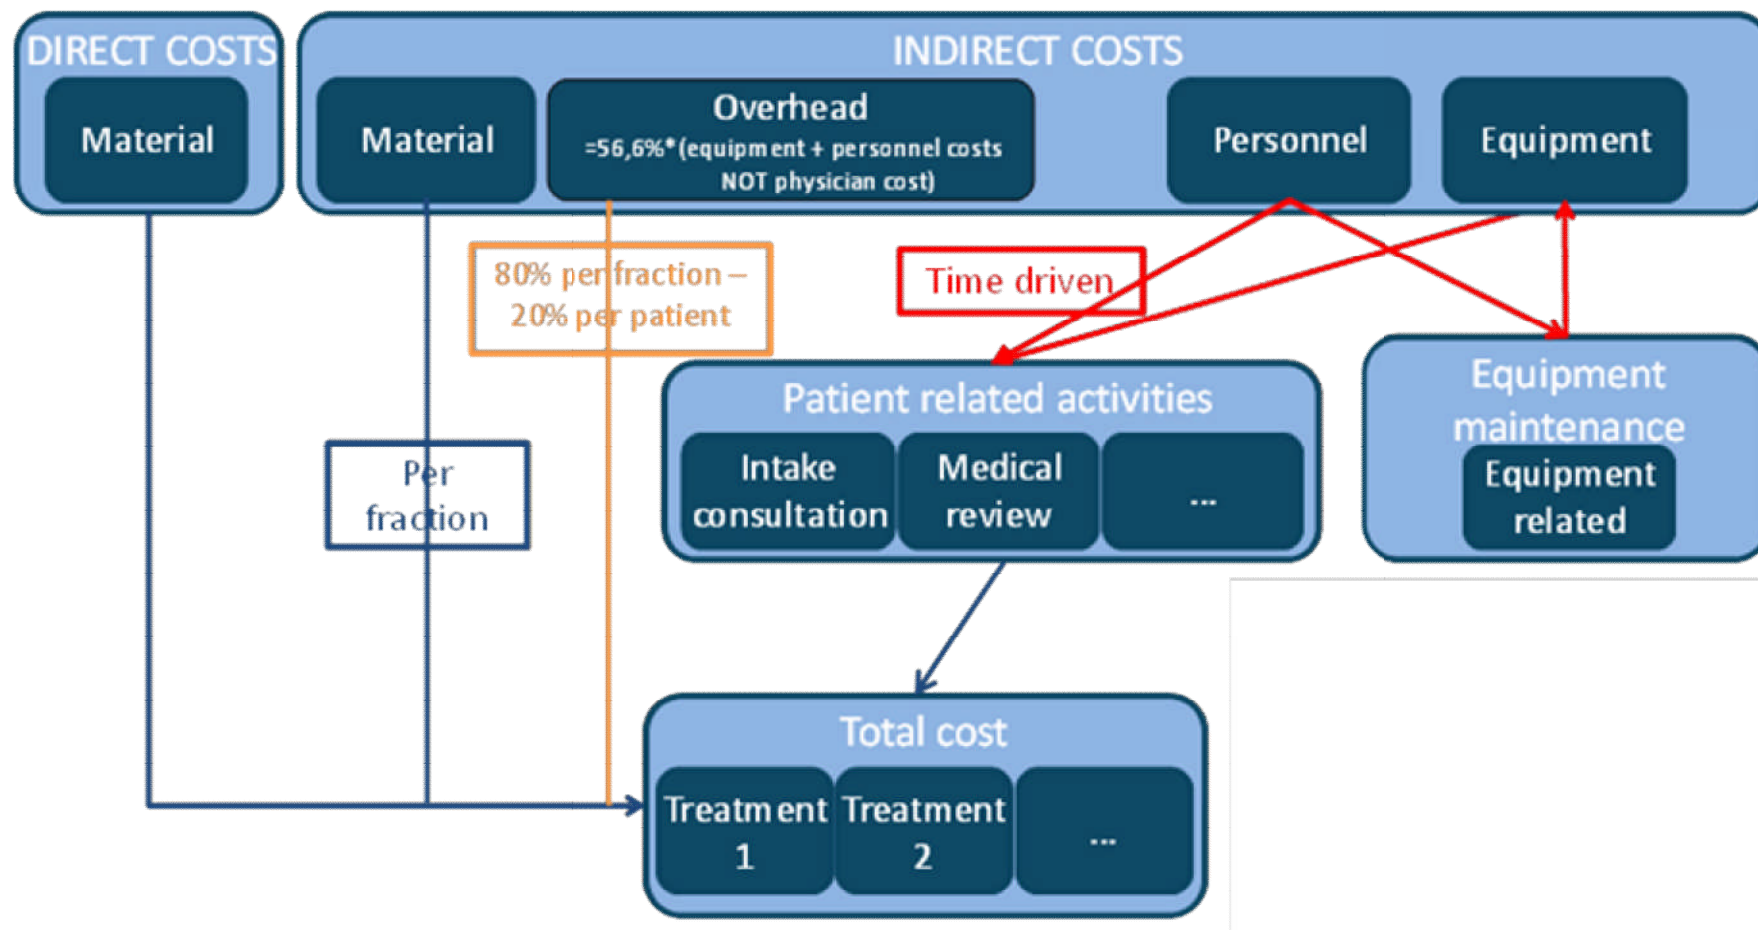 DIRECT COSTS
Material
INDIRECT COSTS
Material
Overhead
=56,6%*(equipment + personnel costs
NOT physician cost)
Personnel
Equipment
80% per fraction –
20% per patient
Time driven
Per
fraction
Patient related activities
Intake
consultation
Medical
review
...
Equipment
maintenance
Equipment
related
Total cost
Treatment
1
Treatment
2
...